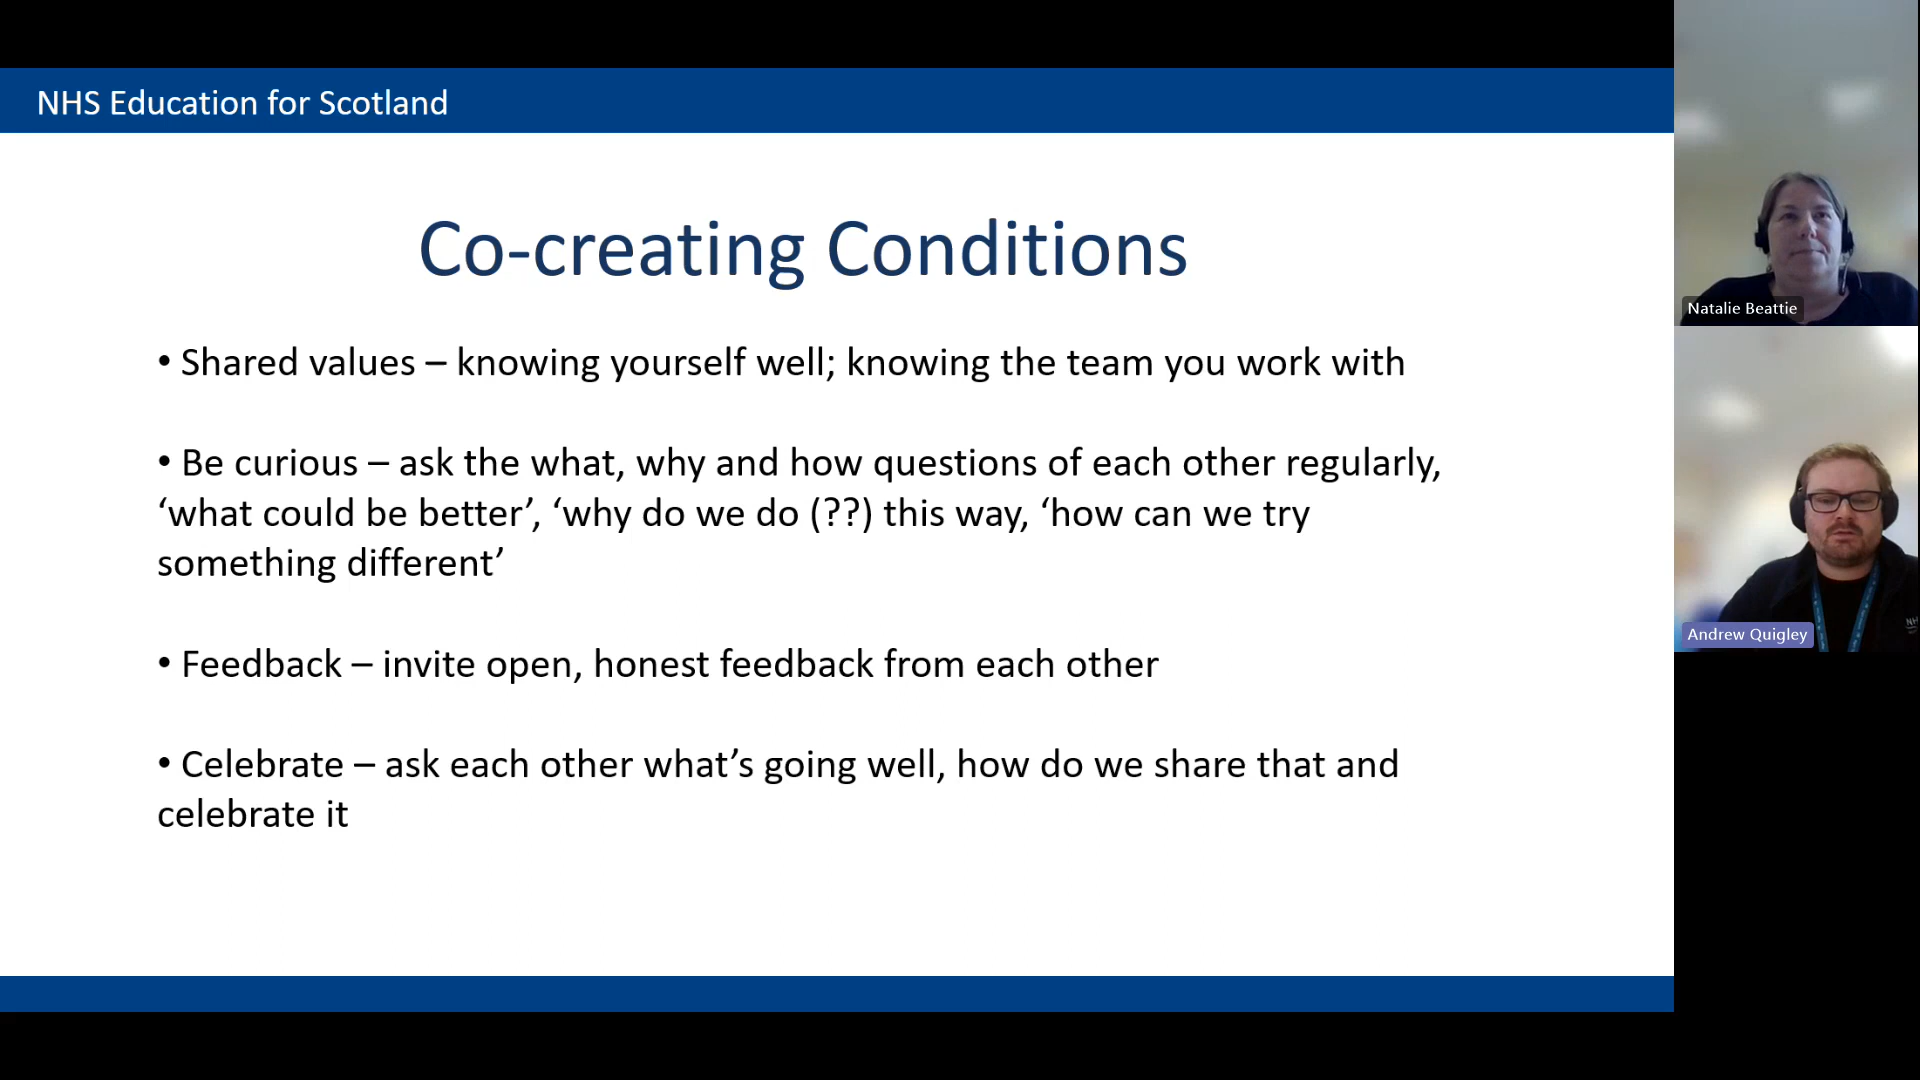 NHS Education for Scotland
Co-creating Conditions
• Shared values – knowing yourself well; knowing the team you work with
• Be curious – ask the what, why and how questions of each other regularly,
‘what could be better’, ‘why do we do (??) this way, ‘how can we try
something different’
• Feedback – invite open, honest feedback from each other
• Celebrate – ask each other what’s going well, how do we share that and
celebrate it
Natalie Beattie
Andrew Quigley